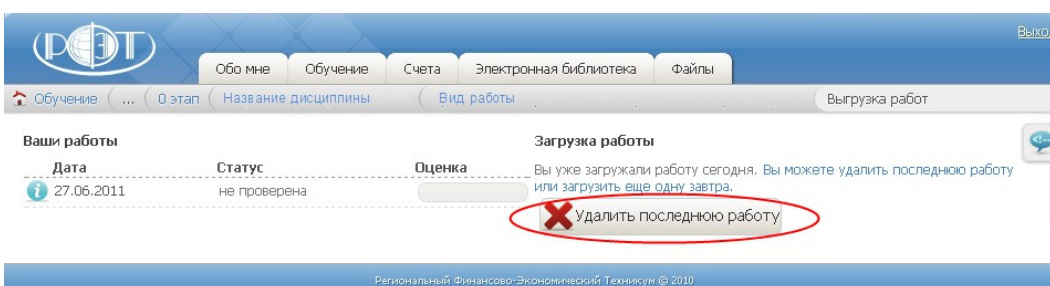 РФЭТ
Выхо
Обо мне Обучение Счета Электронная библиотека Файлы
Обучение ( ... ( 0 этап ( Название дисциплины ( Вид работы ( Выгрузка работ
Ваши работы Загрузка работы
Дата Статус Оценка
27.06.2011 не проверена
Вы уже загружали работу сегодня. Вы можете удалить последнюю работу
или загрузить еще одну завтра.
Удалить последнюю работу
Региональный Финансово-Экономический Техникум © 2010